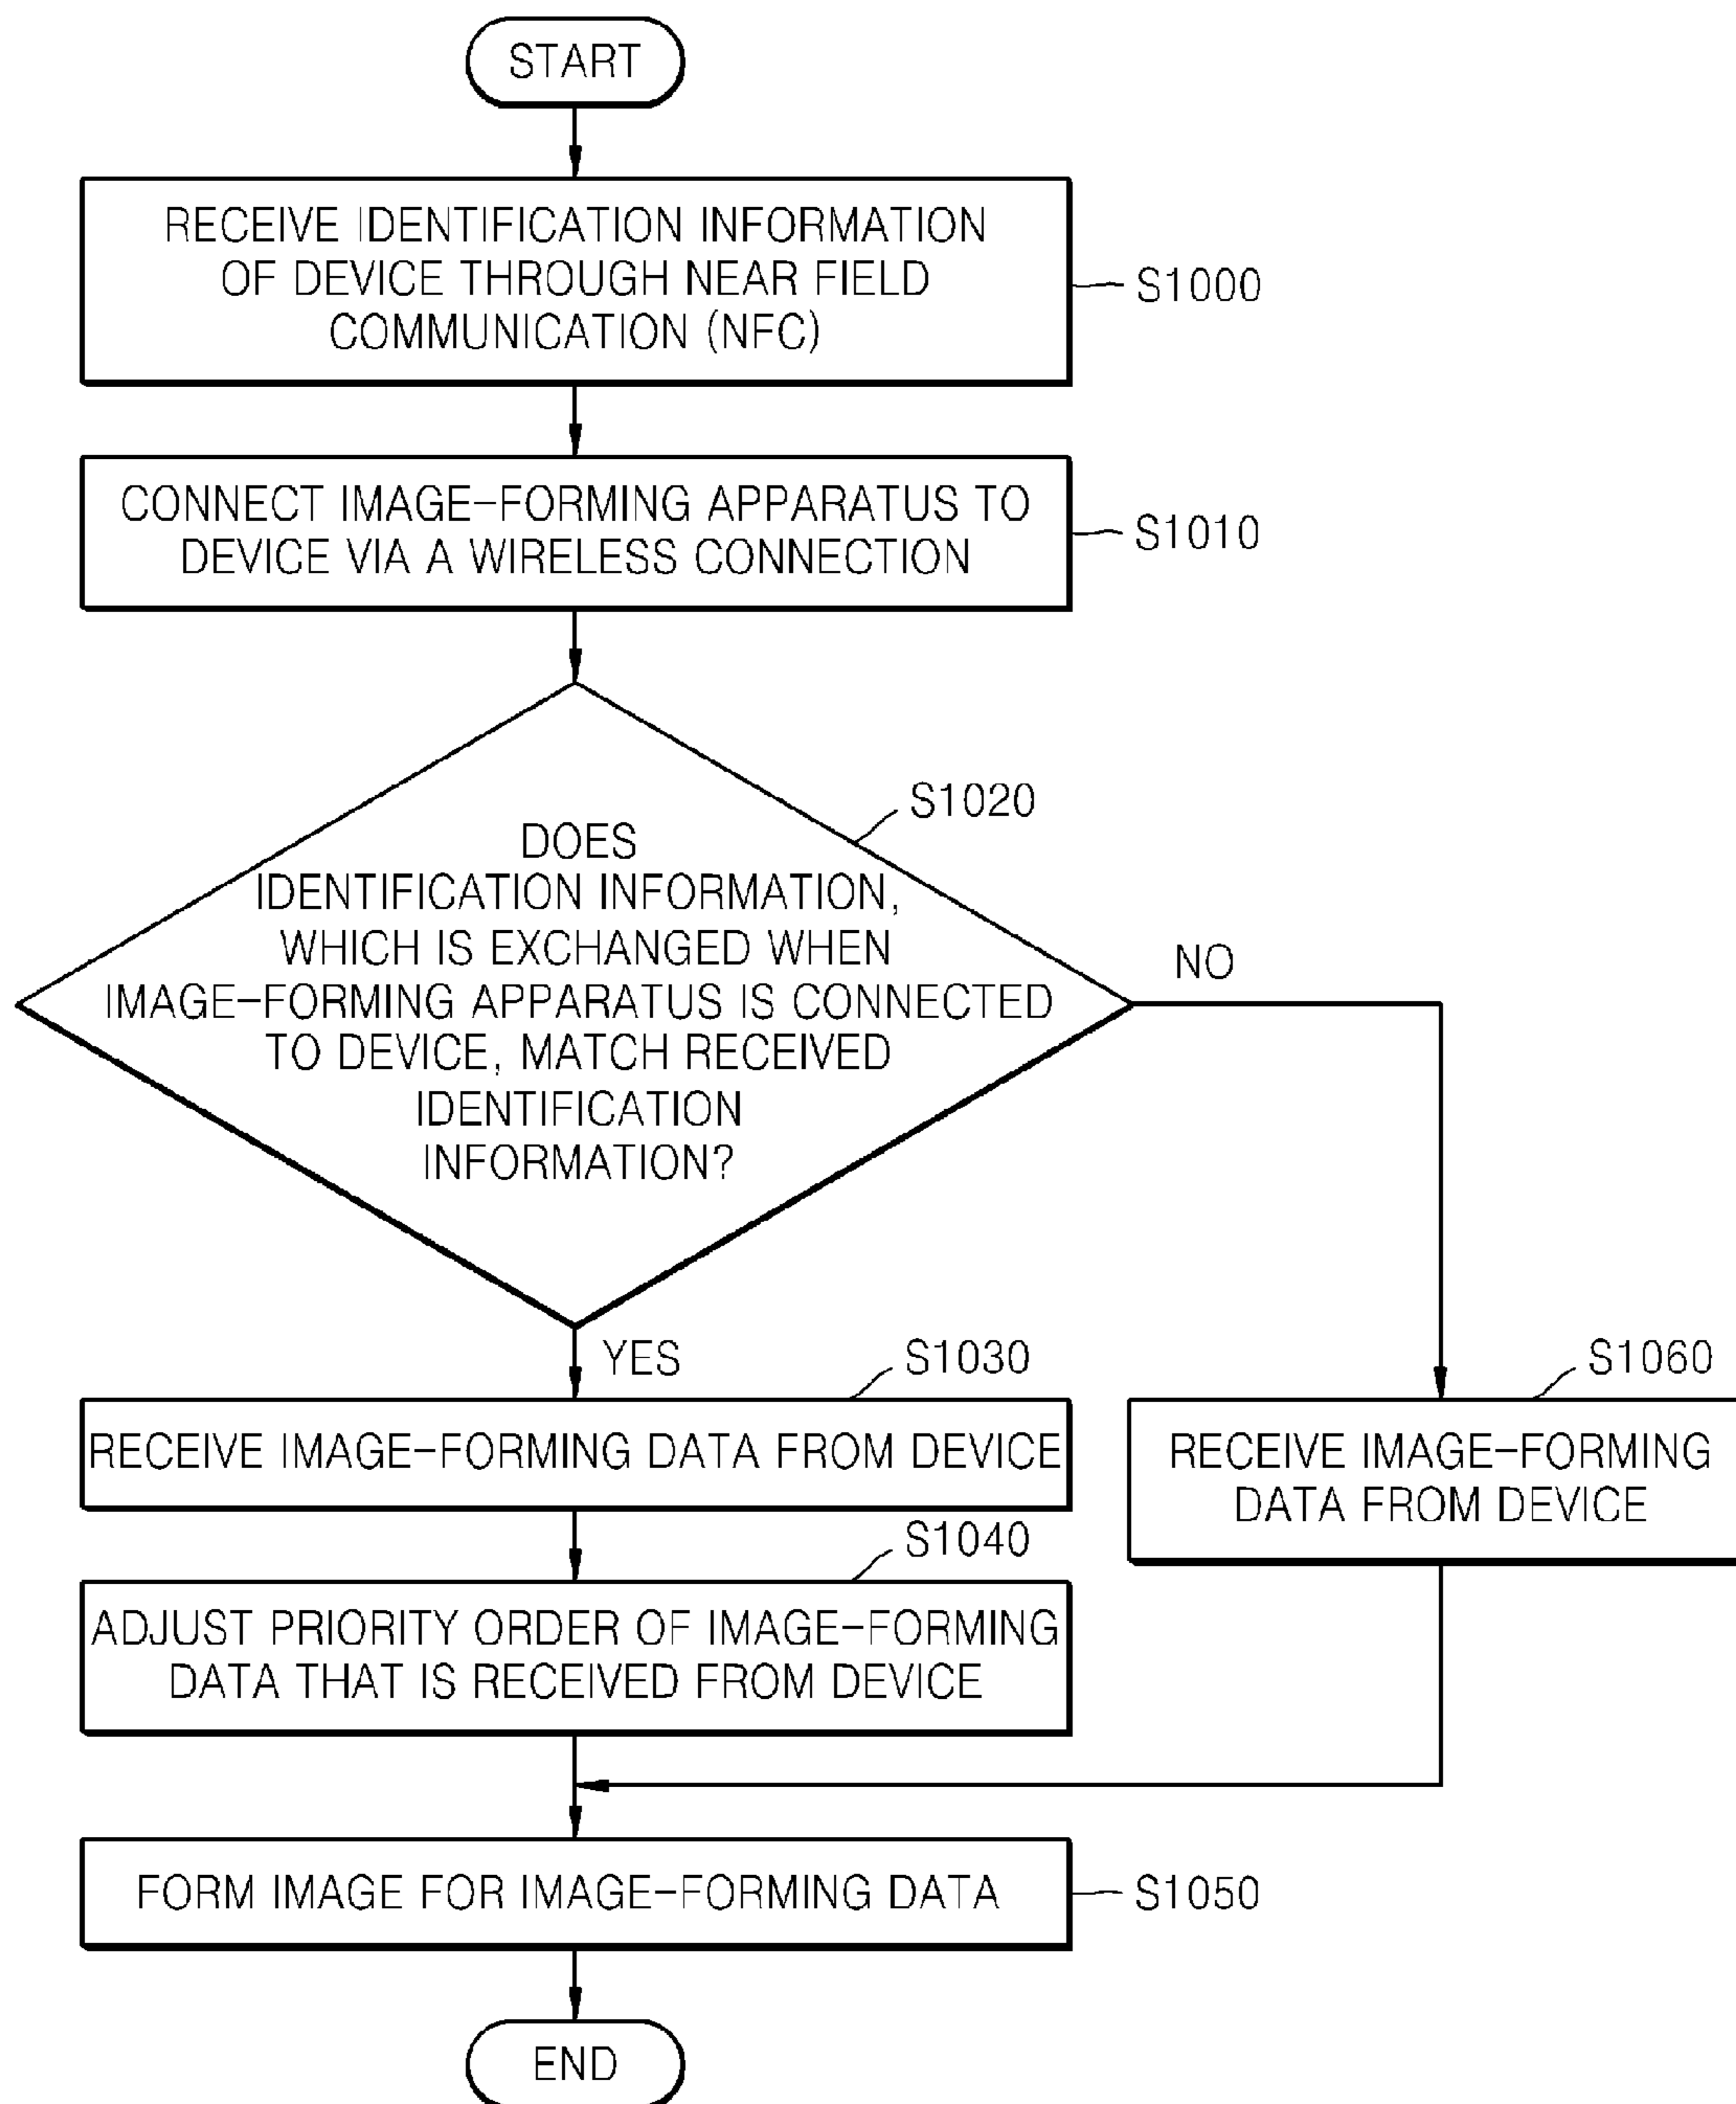 START
RECEIVE IDENTIFICATION INFORMATION
OF DEVICE THROUGH NEAR FIELD
COMMUNICATION (NFC)
S1000
CONNECT IMAGE-FORMING APPARATUS TO
DEVICE VIA A WIRELESS CONNECTION
S1010
S1020
DOES
IDENTIFICATION INFORMATION,
WHICH IS EXCHANGED WHEN
IMAGE-FORMING APPARATUS IS CONNECTED
TO DEVICE, MATCH RECEIVED
IDENTIFICATION
INFORMATION?
NO
YES
S1030
RECEIVE IMAGE-FORMING DATA FROM DEVICE
S1060
RECEIVE IMAGE-FORMING
DATA FROM DEVICE
S1040
ADJUST PRIORITY ORDER OF IMAGE-FORMING
DATA THAT IS RECEIVED FROM DEVICE
FORM IMAGE FOR IMAGE-FORMING DATA
S1050
END